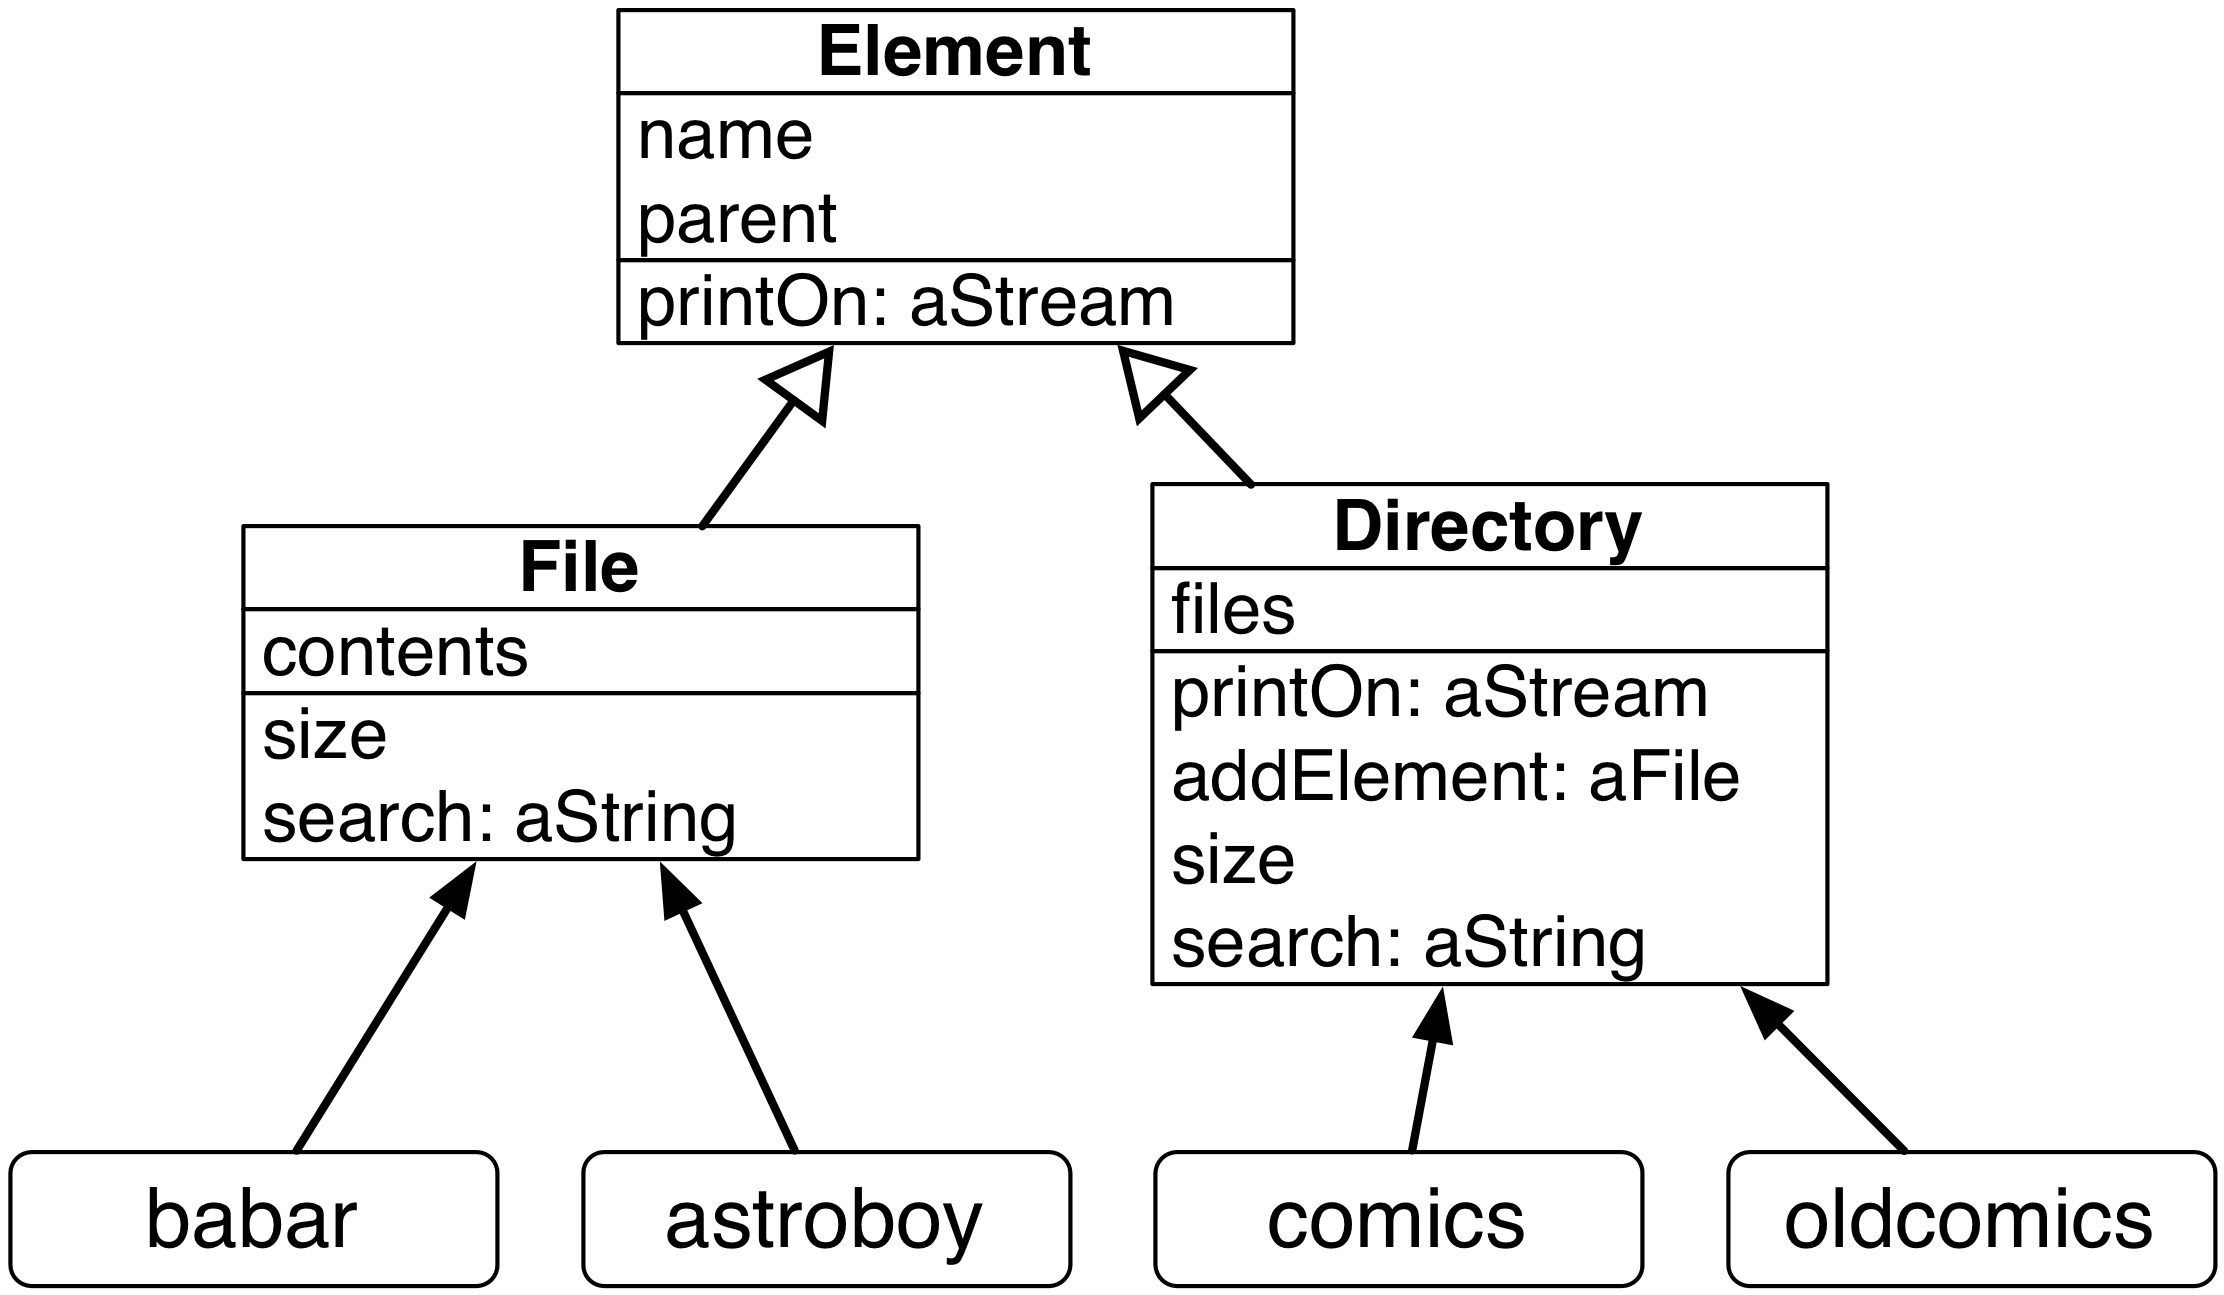 Element
name
parent
printOn: aStream
File
contents
size
search: aString
Directory
files
printOn: aStream
addElement: aFile
size
search: aString
babar
astroboy
comics
oldcomics